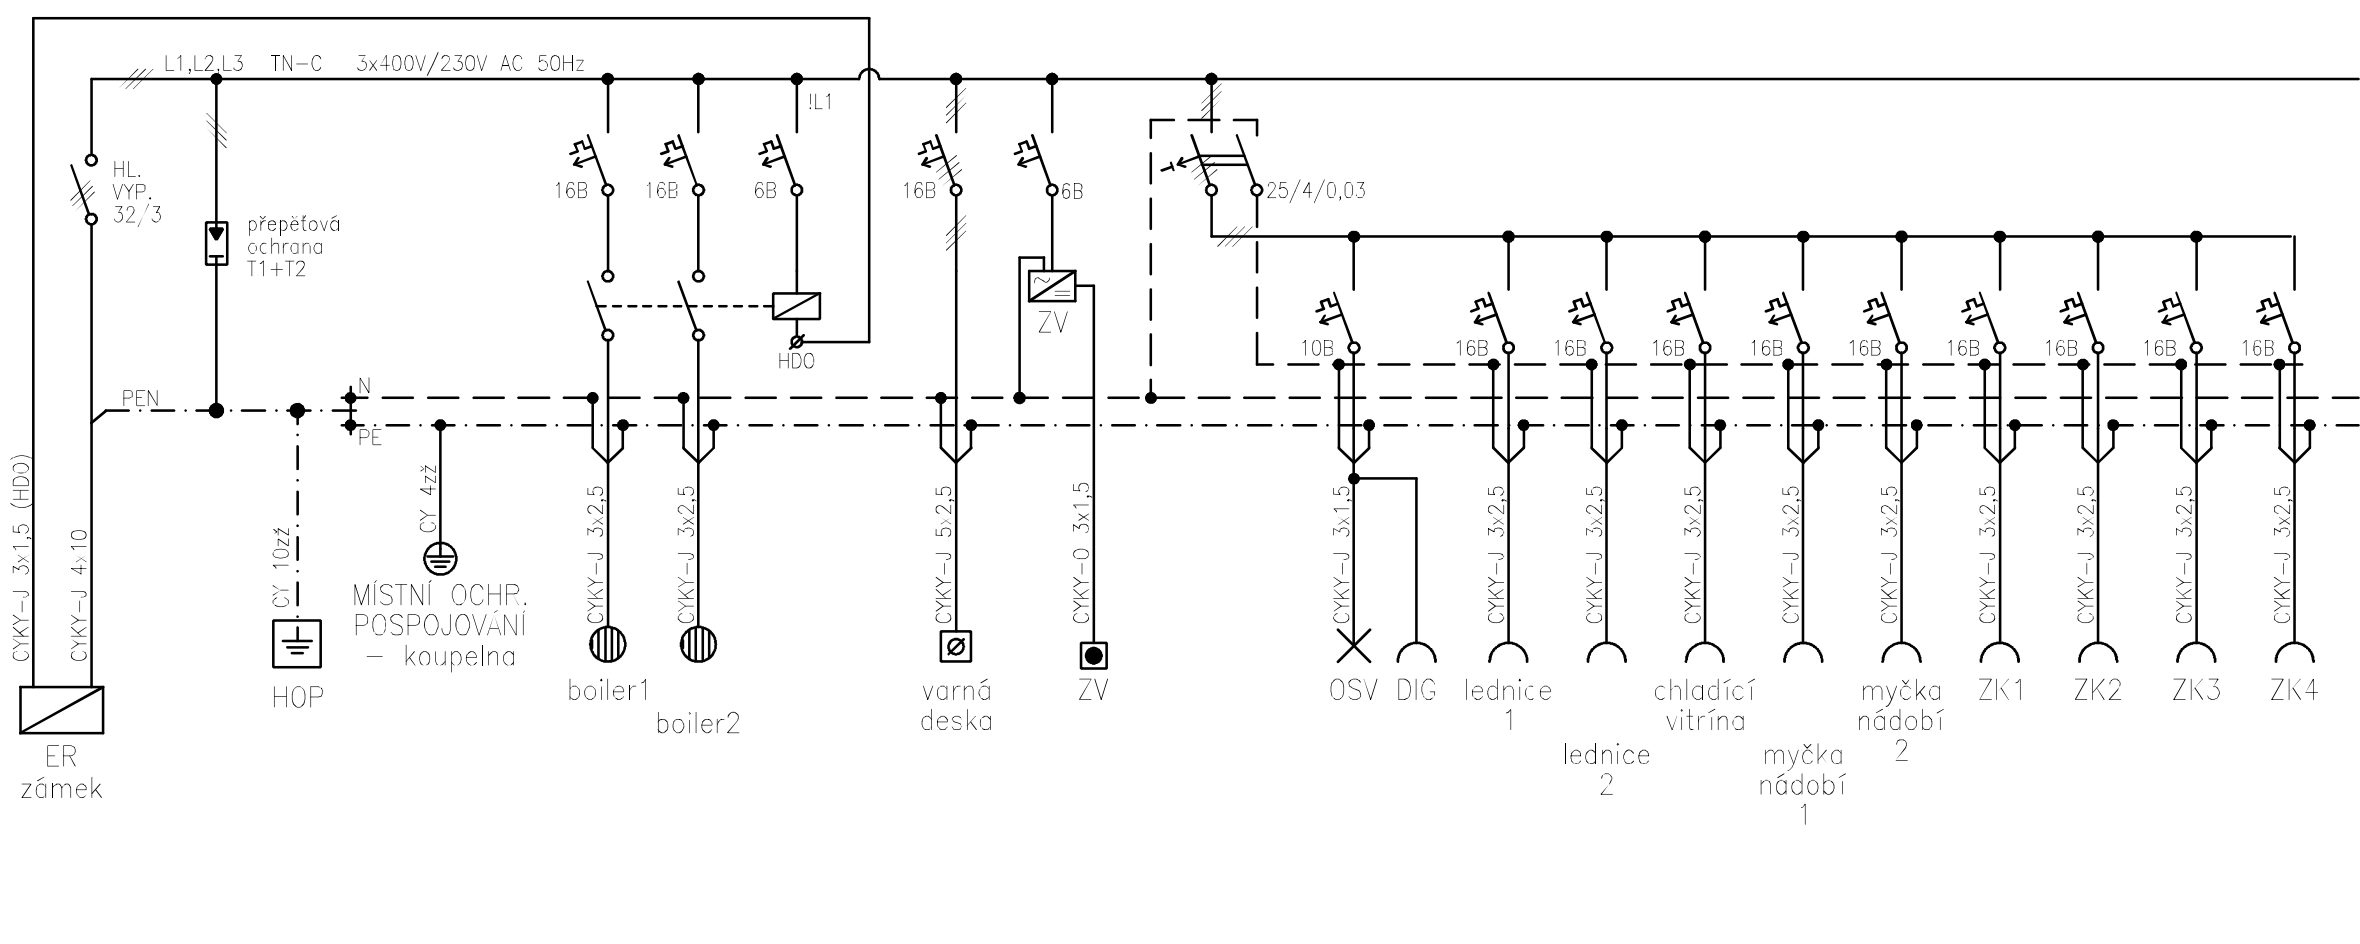 L1,L2,L3 TN-C 3x400V/230V AC 50Hz
!L1
HL.
VYP.
32/3
přepěťová
ochrana
T1+T2
16B
16B
6B
16B
6B
25/4/0,03
ZV
HDO
10B
16B
16B
16B
16B
16B
16B
16B
16B
16B
PEN
N
PE
CYKY-J 3x1,5 (HDO)
CYKY-J 4x10
CY 10zž
CY 4zž
CYKY-J 3x2,5
CYKY-J 3x2,5
CYKY-J 5x2,5
CYKY-O 3x1,5
CYKY-J 3x1,5
CYKY-J 3x2,5
CYKY-J 3x2,5
CYKY-J 3x2,5
CYKY-J 3x2,5
CYKY-J 3x2,5
CYKY-J 3x2,5
CYKY-J 3x2,5
CYKY-J 3x2,5
CYKY-J 3x2,5
MÍSTNÍ OCHR.
POSPOJOVÁNÍ
- koupelna
ER
zámek
HOP
boiler1
boiler2
varná
deska
ZV
OSV
DIG
lednice
1
lednice
2
chladící
vitrína
myčka
nádobí
1
myčka
nádobí
2
ZK1
ZK2
ZK3
ZK4